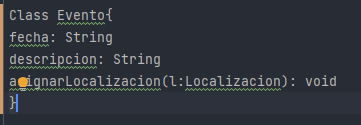 Class Evento{
fecha: String
descripcion: String
asignarLocalizacion(l:Localizacion): void
}